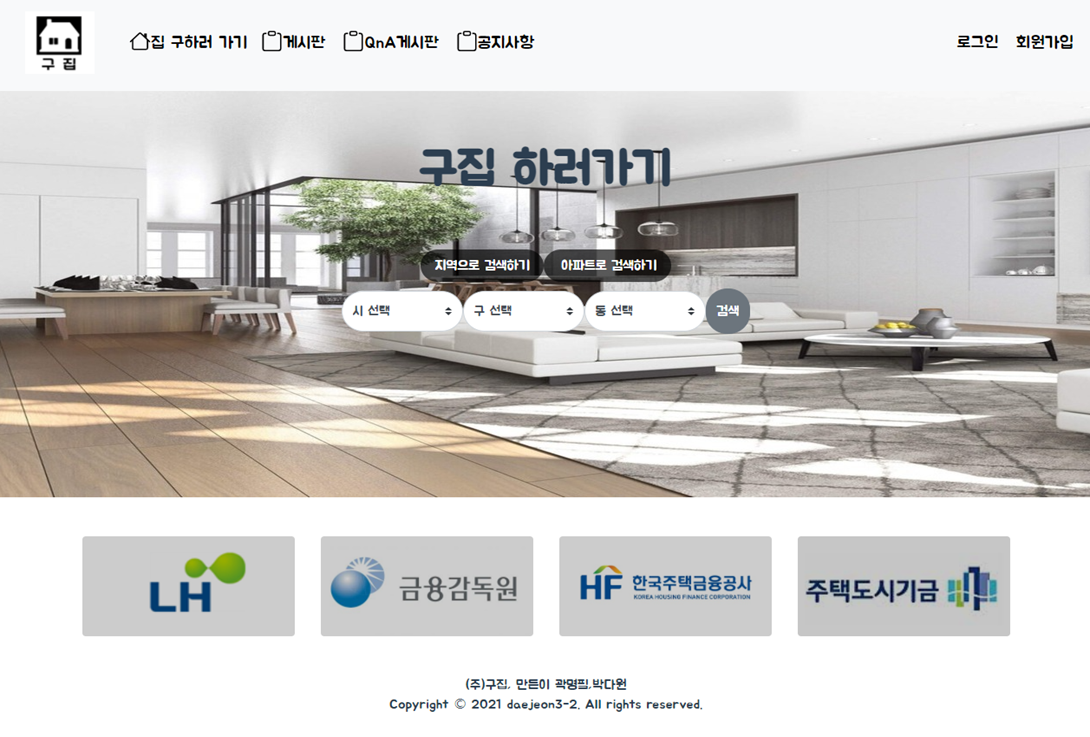 구 집
집 구하러 가기 게시판 QnA게시판 공지사항 로그인 회원가입
구집 하러가기
지역으로 검색하기 아파트로 검색하기
시 선택 구 선택 동 선택 검색
LH 금융감독원 HF 한국주택금융공사 주택도시기금
KOREA HOUSING FINANCE CORPORATION
(주)구집, 만든이 곽명필,박다원
Copyright © 2021 daejeon3-2. All rights reserved.